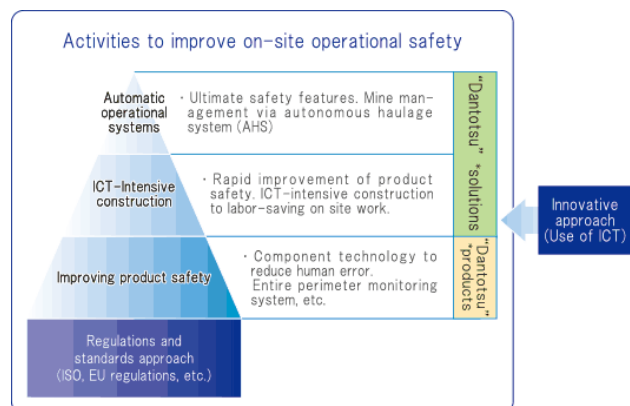 Activities to improve on-site operational safety
Automatic
operational
systems
· Ultimate safety features. Mine man-
agement via autonomous haulage
system (AHS)
ICT-Intensive
construction
· Rapid improvement of product
safety. ICT-intensive construction
to labor-saving on site work.
Improving product safety
· Component technology to
reduce human error.
Entire perimeter monitoring
system, etc.
Regulations and
standards approach
(ISO, EU regulations, etc.)
“Dantotsu”
*solutions
“Dantotsu”
*products
Innovative
approach
(Use of ICT)